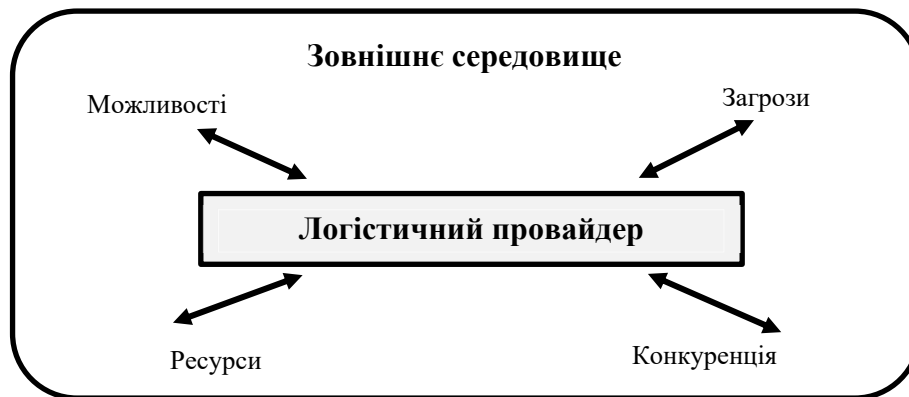 Зовнішнє середовище
Можливості
Загрози
Логістичний провайдер
Ресурси
Конкуренція